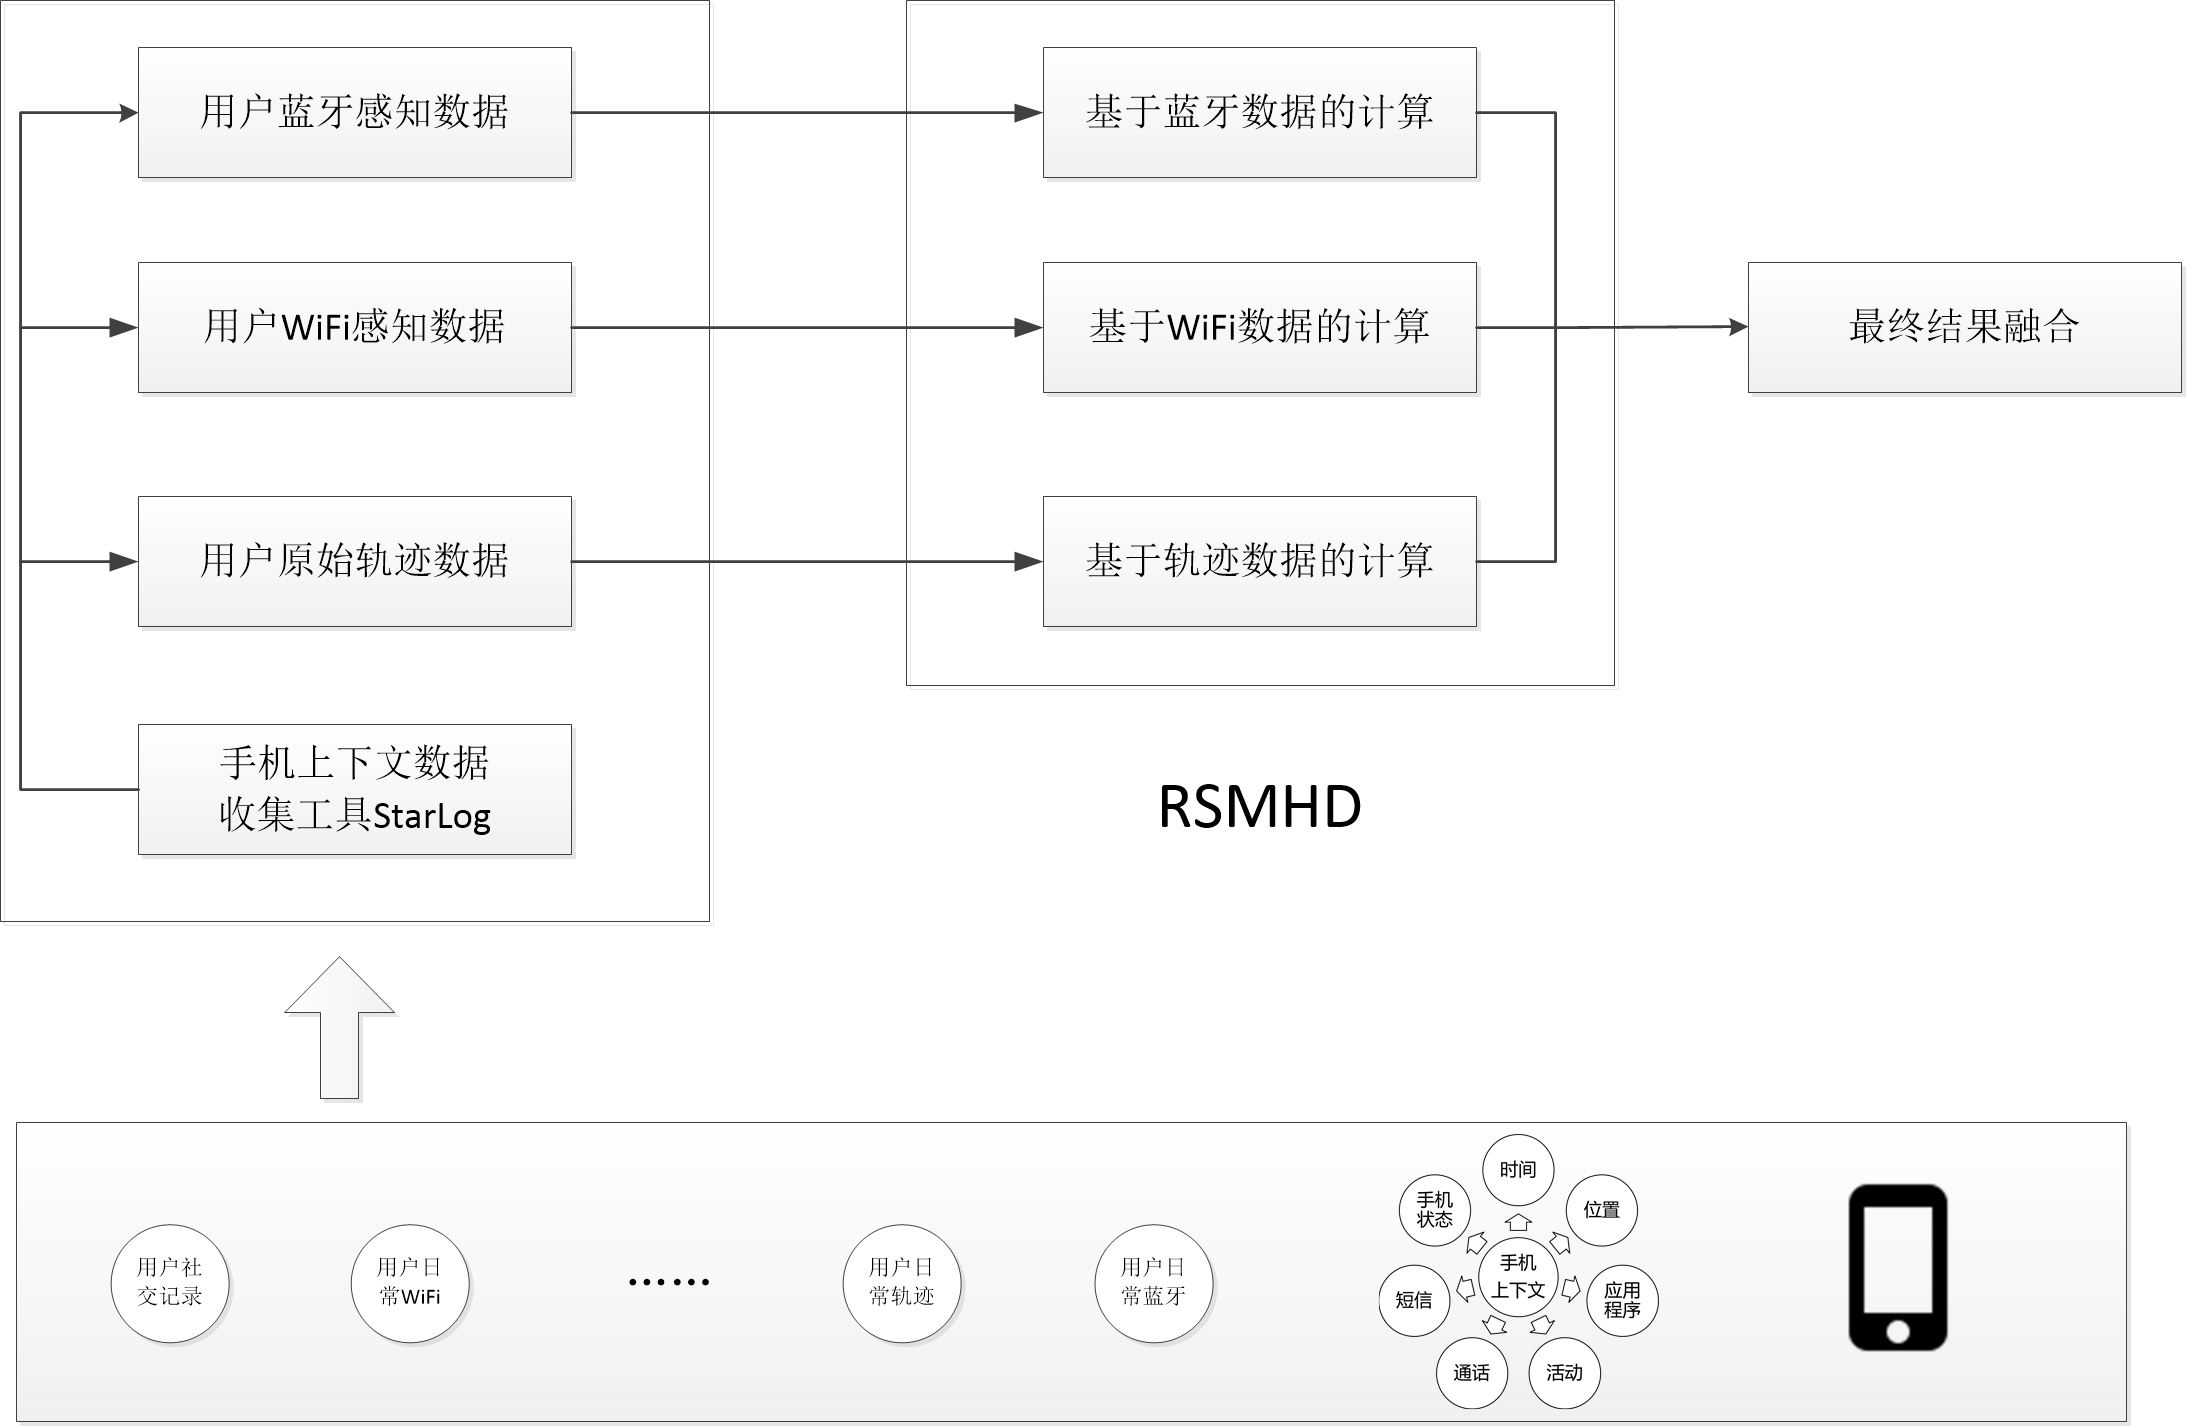 用户蓝牙感知数据
基于蓝牙数据的计算
用户WiFi感知数据
基于WiFi数据的计算
最终结果融合
用户原始轨迹数据
基于轨迹数据的计算
手机上下文数据
收集工具StarLog
RSMHD
用户社
交记录
用户日
常WiFi
……
用户日
常轨迹
用户日
常蓝牙
时间
手机
状态
位置
手机
上下文
短信
应用
程序
通话
活动